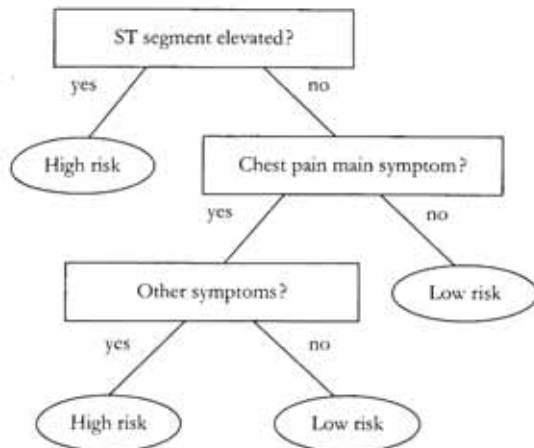 ST segment elevated?
yes
no
High risk
Chest pain main symptom?
yes
no
Other symptoms?
Low risk
yes
no
High risk
Low risk